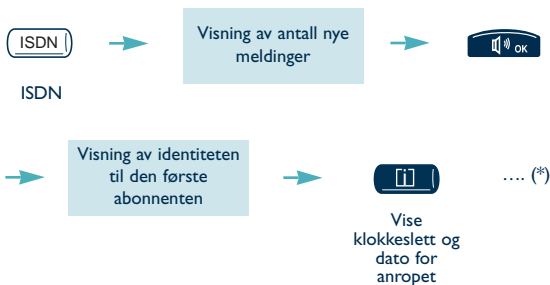 ISDN
Visning av antall nye
meldinger
OK
ISDN
Visning av identiteten
til den første
abonnenten
[i]
…. (*)
Vise
klokkeslett og
dato for
anropet